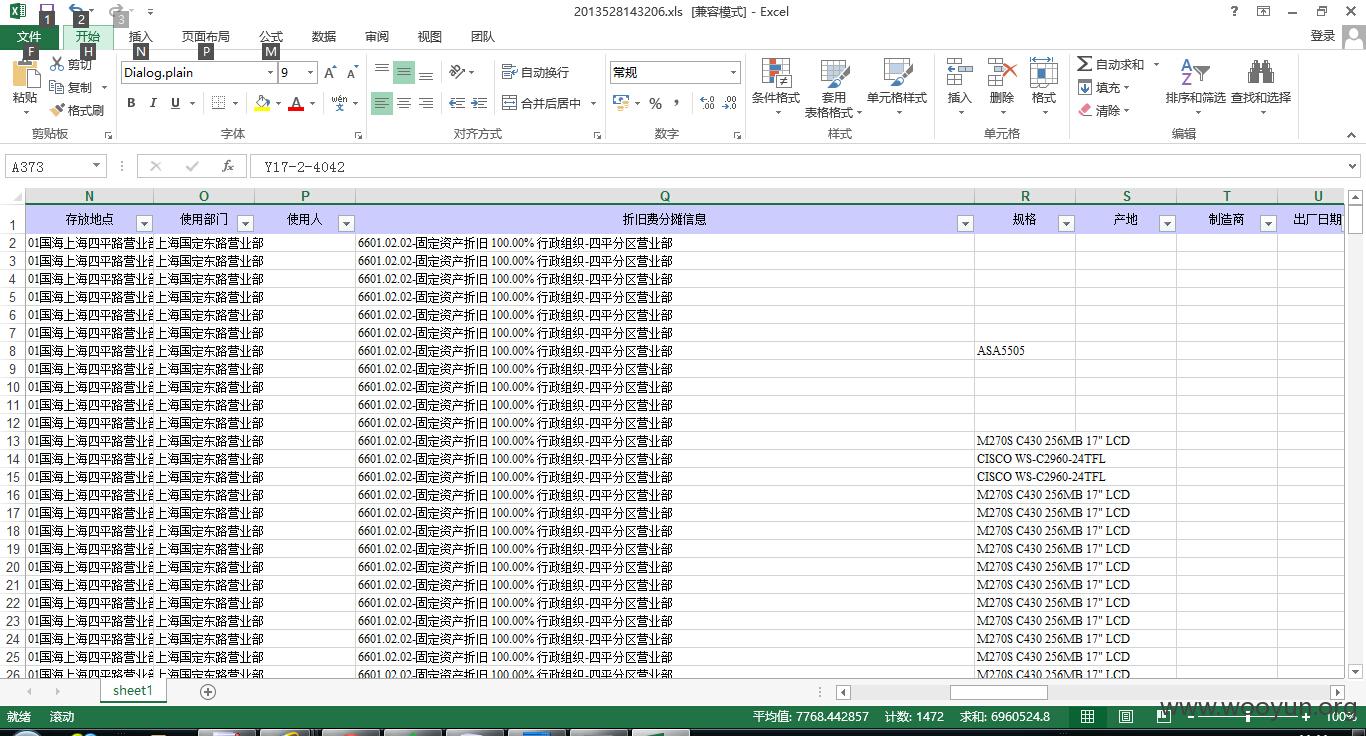 1 2 3
2013528143206.xls [兼容模式] - Excel
?
文件 开始 插入 页面布局 公式 数据 审阅 视图 团队 登录
F H N P M
粘贴 剪切 复制 格式刷
Dialog.plain 9
B I U A wén 文
自动换行
合并后居中
常规
% ,
条件格式 套用表格格式 单元格样式
插入 删除 格式
自动求和 填充 清除
排序和筛选 查找和选择
剪贴板 字体 对齐方式 数字 样式 单元格 编辑
A373 fx Y17-2-4042
N O P Q R S T U
1 存放地点 使用部门 使用人 折旧费分摊信息 规格 产地 制造商 出厂日期
2 01国海上海四平路营业部 上海国定东路营业部 6601.02.02-固定资产折旧 100.00% 行政组织-四平分区营业部
3 01国海上海四平路营业部 上海国定东路营业部 6601.02.02-固定资产折旧 100.00% 行政组织-四平分区营业部
4 01国海上海四平路营业部 上海国定东路营业部 6601.02.02-固定资产折旧 100.00% 行政组织-四平分区营业部
5 01国海上海四平路营业部 上海国定东路营业部 6601.02.02-固定资产折旧 100.00% 行政组织-四平分区营业部
6 01国海上海四平路营业部 上海国定东路营业部 6601.02.02-固定资产折旧 100.00% 行政组织-四平分区营业部
7 01国海上海四平路营业部 上海国定东路营业部 6601.02.02-固定资产折旧 100.00% 行政组织-四平分区营业部
8 01国海上海四平路营业部 上海国定东路营业部 6601.02.02-固定资产折旧 100.00% 行政组织-四平分区营业部 ASA5505
9 01国海上海四平路营业部 上海国定东路营业部 6601.02.02-固定资产折旧 100.00% 行政组织-四平分区营业部
10 01国海上海四平路营业部 上海国定东路营业部 6601.02.02-固定资产折旧 100.00% 行政组织-四平分区营业部
11 01国海上海四平路营业部 上海国定东路营业部 6601.02.02-固定资产折旧 100.00% 行政组织-四平分区营业部
12 01国海上海四平路营业部 上海国定东路营业部 6601.02.02-固定资产折旧 100.00% 行政组织-四平分区营业部
13 01国海上海四平路营业部 上海国定东路营业部 6601.02.02-固定资产折旧 100.00% 行政组织-四平分区营业部 M270S C430 256MB 17" LCD
14 01国海上海四平路营业部 上海国定东路营业部 6601.02.02-固定资产折旧 100.00% 行政组织-四平分区营业部 CISCO WS-C2960-24TFL
15 01国海上海四平路营业部 上海国定东路营业部 6601.02.02-固定资产折旧 100.00% 行政组织-四平分区营业部 CISCO WS-C2960-24TFL
16 01国海上海四平路营业部 上海国定东路营业部 6601.02.02-固定资产折旧 100.00% 行政组织-四平分区营业部 M270S C430 256MB 17" LCD
17 01国海上海四平路营业部 上海国定东路营业部 6601.02.02-固定资产折旧 100.00% 行政组织-四平分区营业部 M270S C430 256MB 17" LCD
18 01国海上海四平路营业部 上海国定东路营业部 6601.02.02-固定资产折旧 100.00% 行政组织-四平分区营业部 M270S C430 256MB 17" LCD
19 01国海上海四平路营业部 上海国定东路营业部 6601.02.02-固定资产折旧 100.00% 行政组织-四平分区营业部 M270S C430 256MB 17" LCD
20 01国海上海四平路营业部 上海国定东路营业部 6601.02.02-固定资产折旧 100.00% 行政组织-四平分区营业部 M270S C430 256MB 17" LCD
21 01国海上海四平路营业部 上海国定东路营业部 6601.02.02-固定资产折旧 100.00% 行政组织-四平分区营业部 M270S C430 256MB 17" LCD
22 01国海上海四平路营业部 上海国定东路营业部 6601.02.02-固定资产折旧 100.00% 行政组织-四平分区营业部 M270S C430 256MB 17" LCD
23 01国海上海四平路营业部 上海国定东路营业部 6601.02.02-固定资产折旧 100.00% 行政组织-四平分区营业部 M270S C430 256MB 17" LCD
24 01国海上海四平路营业部 上海国定东路营业部 6601.02.02-固定资产折旧 100.00% 行政组织-四平分区营业部 M270S C430 256MB 17" LCD
25 01国海上海四平路营业部 上海国定东路营业部 6601.02.02-固定资产折旧 100.00% 行政组织-四平分区营业部 M270S C430 256MB 17" LCD
26 01国海上海四平路营业部 上海国定东路营业部 6601.02.02-固定资产折旧 100.00% 行政组织-四平分区营业部 M270S C430 256MB 17" LCD
sheet1
就绪 滚动 平均值: 7768.442857 计数: 1472 求和: 6960524.8 100%
www.wooyun.org